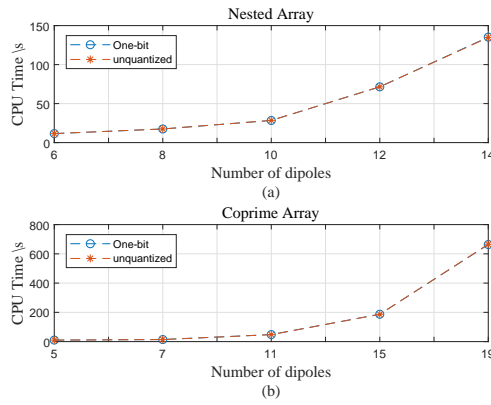 Nested Array
CPU Time \s
150
100
50
0
One-bit
unquantized
6
8
10
12
14
Number of dipoles
(a)
Coprime Array
CPU Time \s
800
600
400
200
0
One-bit
unquantized
5
7
11
15
19
Number of dipoles
(b)